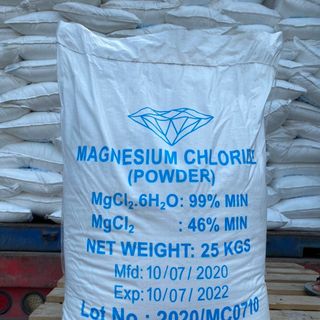 MAGNESIUM CHLORIDE
(POWDER)
MgCl2.6H2O: 99% MIN
MgCl2 : 46% MIN
NET WEIGHT: 25 KGS
Mfd: 10/07/2020
Exp: 10/07/2022
Lot No : 2020/MC0718